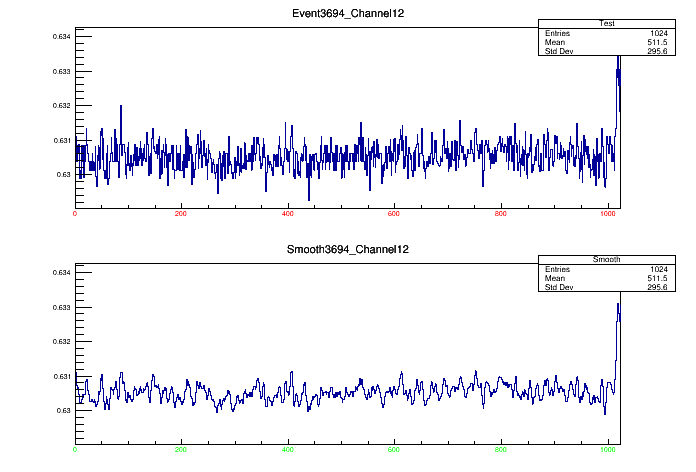 Event3694_Channel12
Test
Entries 1024
Mean 511.5
Std Dev 295.6
0.634
0.633
0.632
0.631
0.63
0 200 400 600 800 1000
Smooth3694_Channel12
Smooth
Entries 1024
Mean 511.5
Std Dev 295.6
0.634
0.633
0.632
0.631
0.63
0 200 400 600 800 1000